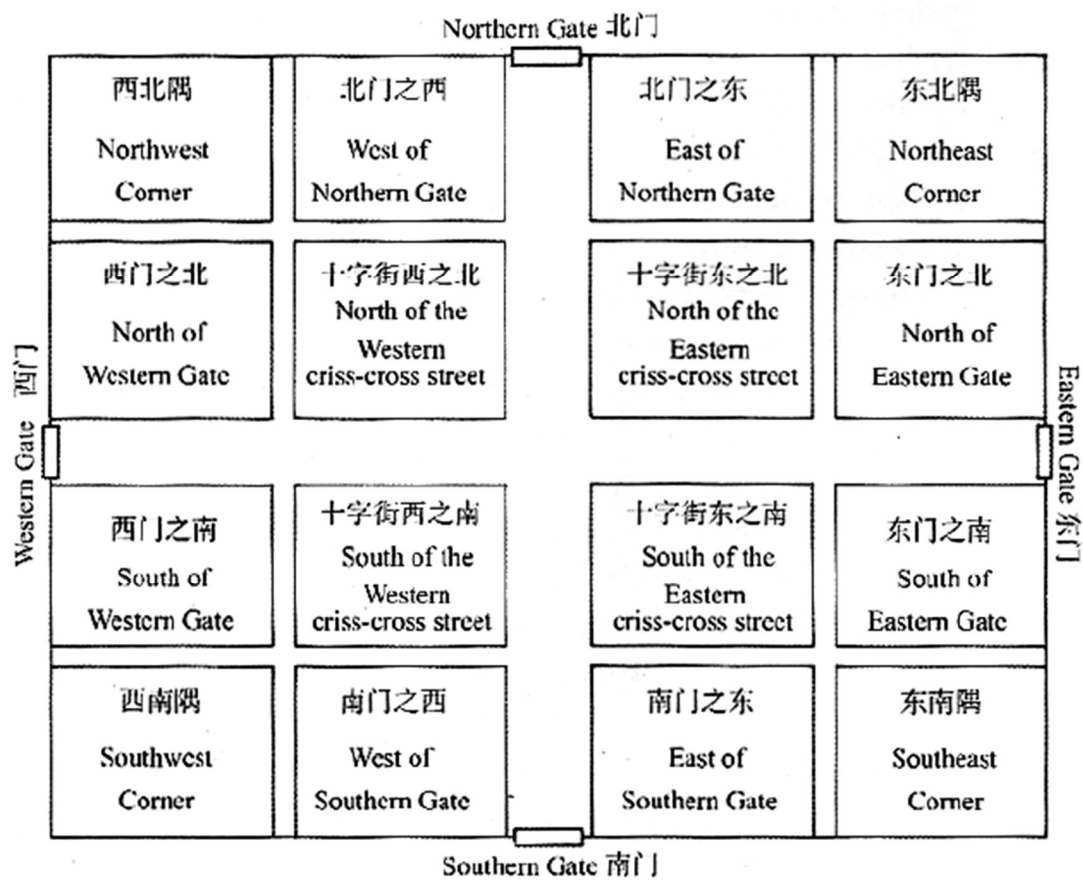 Northern Gate 北门
西北隅
Northwest
Corner
北门之西
West of
Northern Gate
北门之东
East of
Northern Gate
东北隅
Northeast
Corner
西门之北
North of
Western Gate
十字街西之北
North of the
Western
criss-cross street
十字街东之北
North of the
Eastern
criss-cross street
东门之北
North of
Eastern Gate
Western Gate 西门
Eastern Gate 东门
西门之南
South of
Western Gate
十字街西之南
South of the
Western
criss-cross street
十字街东之南
South of the
Eastern
criss-cross street
东门之南
South of
Eastern Gate
西南隅
Southwest
Corner
南门之西
West of
Southern Gate
南门之东
East of
Southern Gate
东南隅
Southeast
Corner
Southern Gate 南门